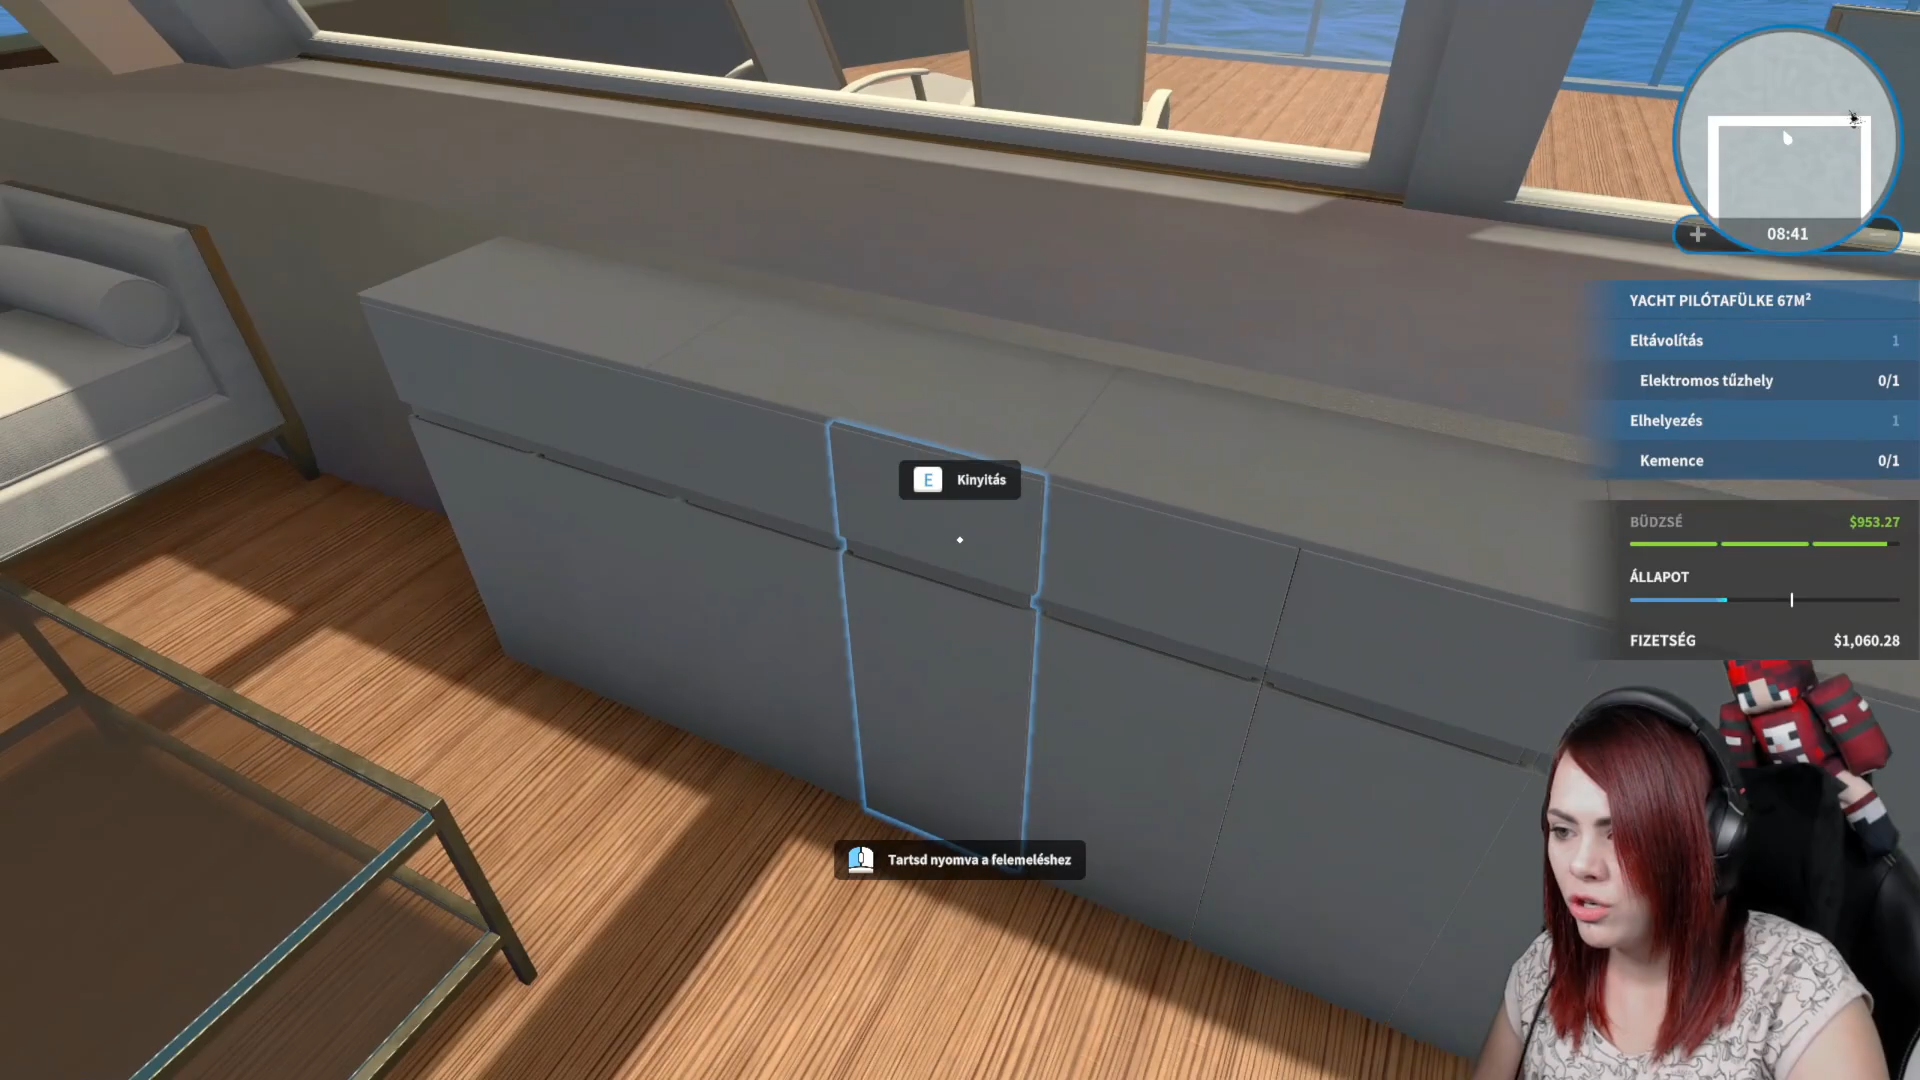 08:41
YACHT PILÓTAFÜLKE 67M²
Eltávolítás 1
Elektromos tűzhely 0/1
Elhelyezés 1
Kemence 0/1
E Kinyitás
BÜDZSÉ $953.27
ÁLLAPOT
FIZETSÉG $1,060.28
Tartsd nyomva a felemeléshez